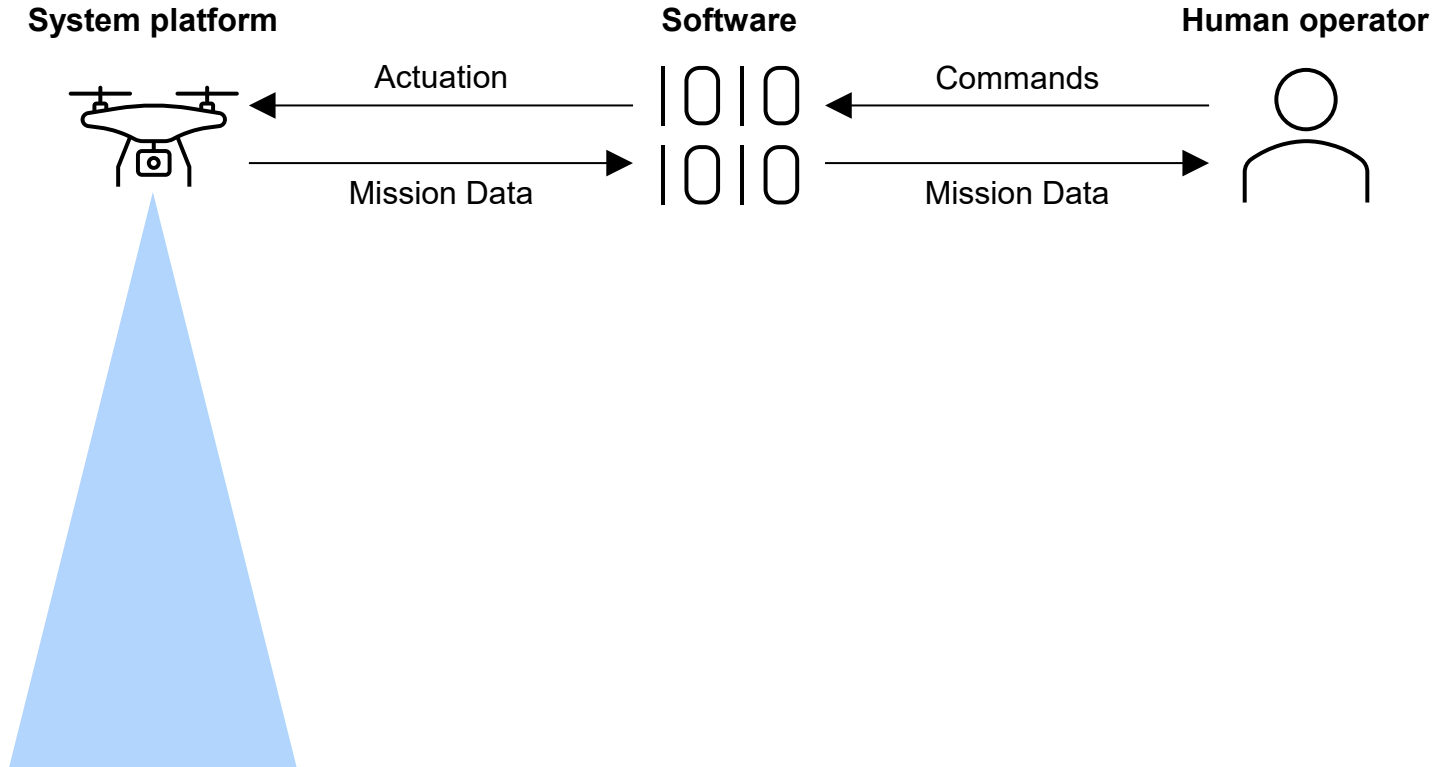 System platform
Software
Human operator
Actuation
Commands
Mission Data
Mission Data